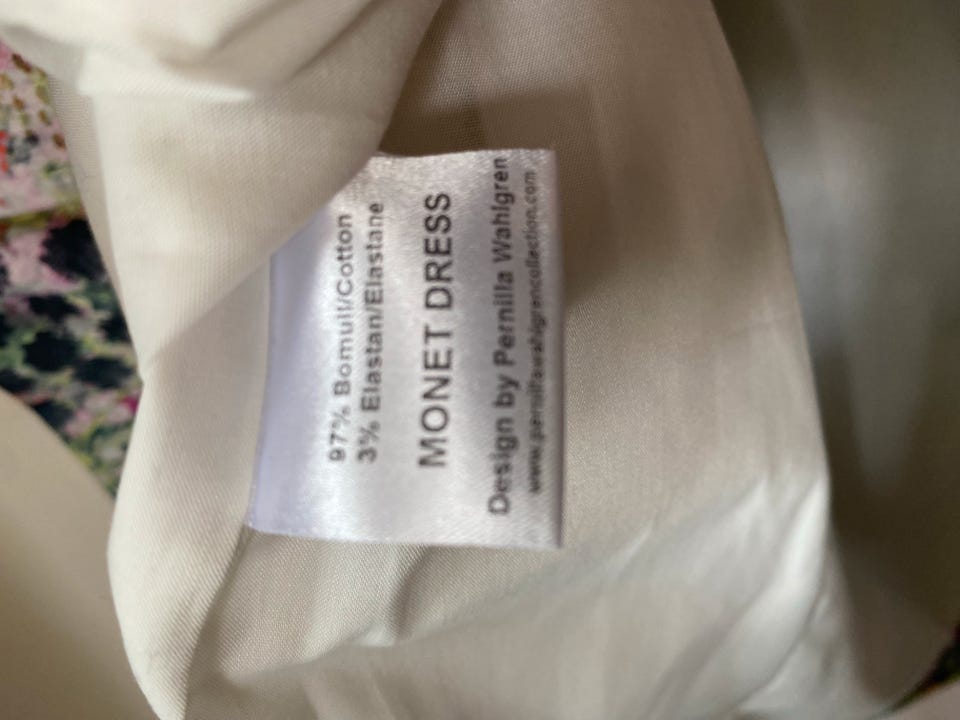 97% Bomull/Cotton
3% Elastan/Elastane
MONET DRESS
Design by Pernilla Wahlgren
www.pernillawahlgrencollection.com